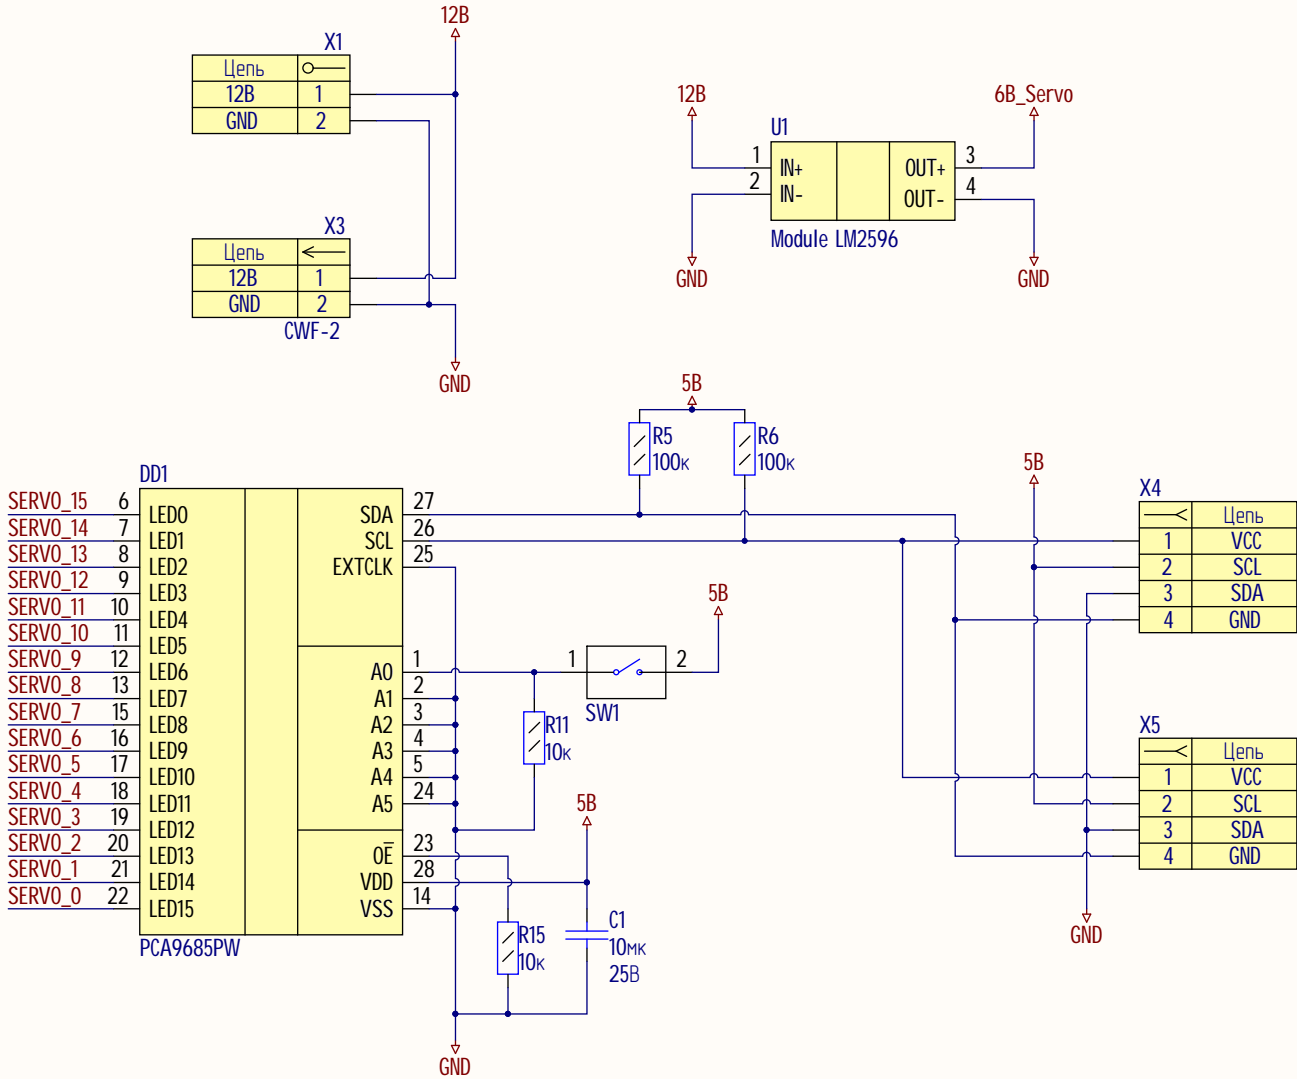 12В
X1
Цепь
12В 1
GND 2
X3
Цепь
12В 1
GND 2
CWF-2
GND
12В
6В_Servo
U1
1 IN+ OUT+ 3
2 IN- OUT- 4
Module LM2596
GND
GND
5В
R5
100к
R6
100к
DD1
SERVO_15 6 LED0 SDA 27
SERVO_14 7 LED1 SCL 26
SERVO_13 8 LED2 EXTCLK 25
SERVO_12 9 LED3
SERVO_11 10 LED4
SERVO_10 11 LED5
SERVO_9 12 LED6 A0 1
SERVO_8 13 LED7 A1 2
SERVO_7 15 LED8 A2 3
SERVO_6 16 LED9 A3 4
SERVO_5 17 LED10 A4 5
SERVO_4 18 LED11 A5 24
SERVO_3 19 LED12
SERVO_2 20 LED13 OE 23
SERVO_1 21 LED14 VDD 28
SERVO_0 22 LED15 VSS 14
PCA9685PW
5В
1 2
SW1
R11
10к
5В
R15
10к
C1
10мк
25В
GND
5В
X4
Цепь
1 VCC
2 SCL
3 SDA
4 GND
X5
Цепь
1 VCC
2 SCL
3 SDA
4 GND
GND